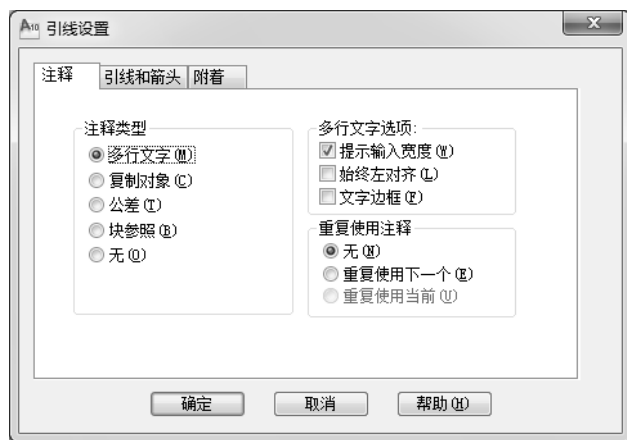 A10 引线设置
注释 引线和箭头 附着
注释类型
多行文字(M)
复制对象(C)
公差(T)
块参照(B)
无(O)
多行文字选项:
提示输入宽度(W)
始终左对齐(L)
文字边框(F)
重复使用注释
无(N)
重复使用下一个(E)
重复使用当前(U)
确定 取消 帮助(H)